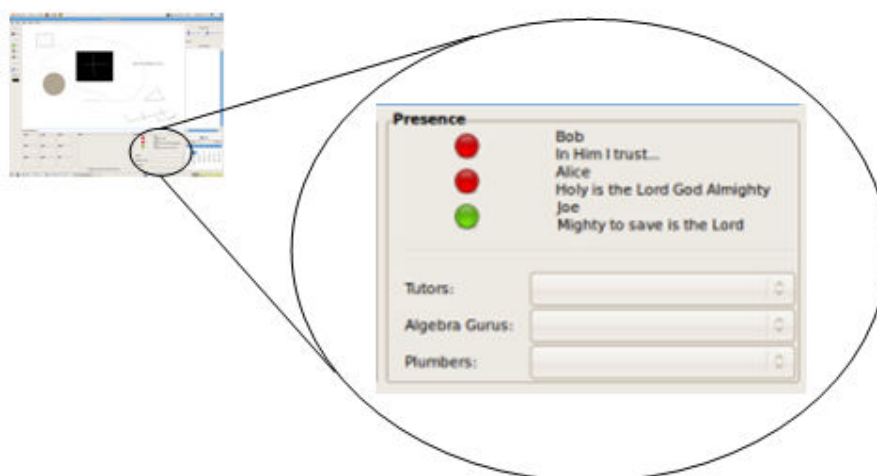 Presence
Bob
In Him I trust...
Alice
Holy is the Lord God Almighty
Joe
Mighty to save is the Lord
Tutors:
Algebra Gurus:
Plumbers: